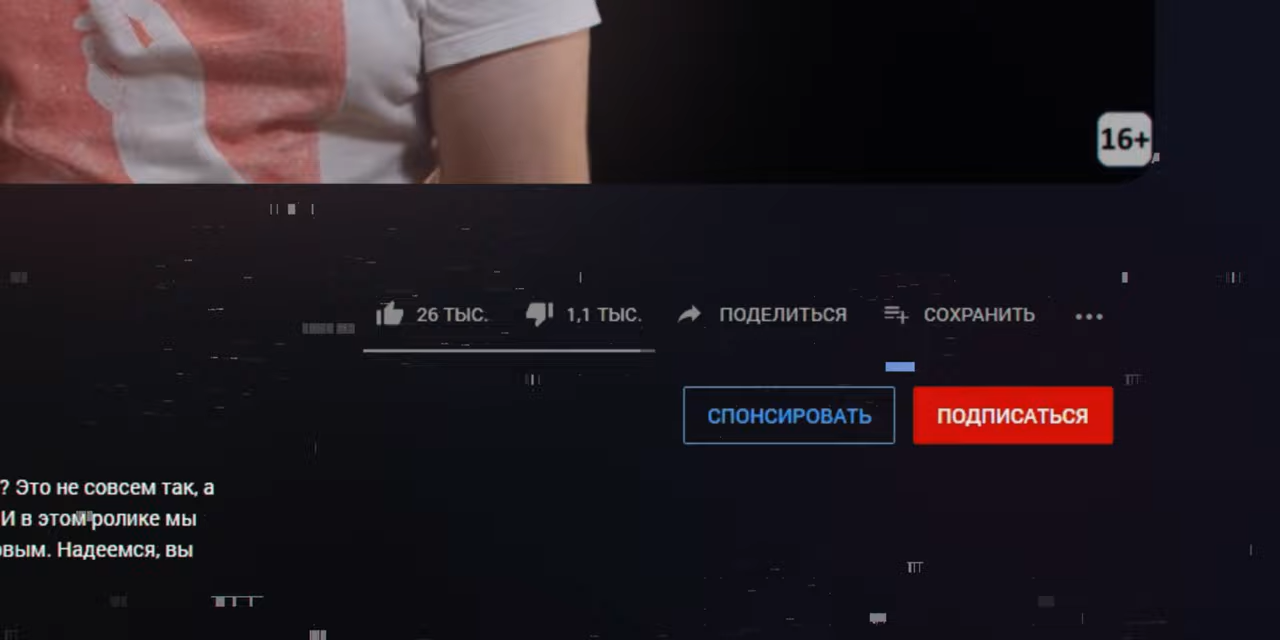 16+
26 ТЫС. 1,1 ТЫС. ПОДЕЛИТЬСЯ СОХРАНИТЬ
СПОНСИРОВАТЬ ПОДПИСАТЬСЯ
? Это не совсем так, а
И в этом ролике мы
Надеемся, вы